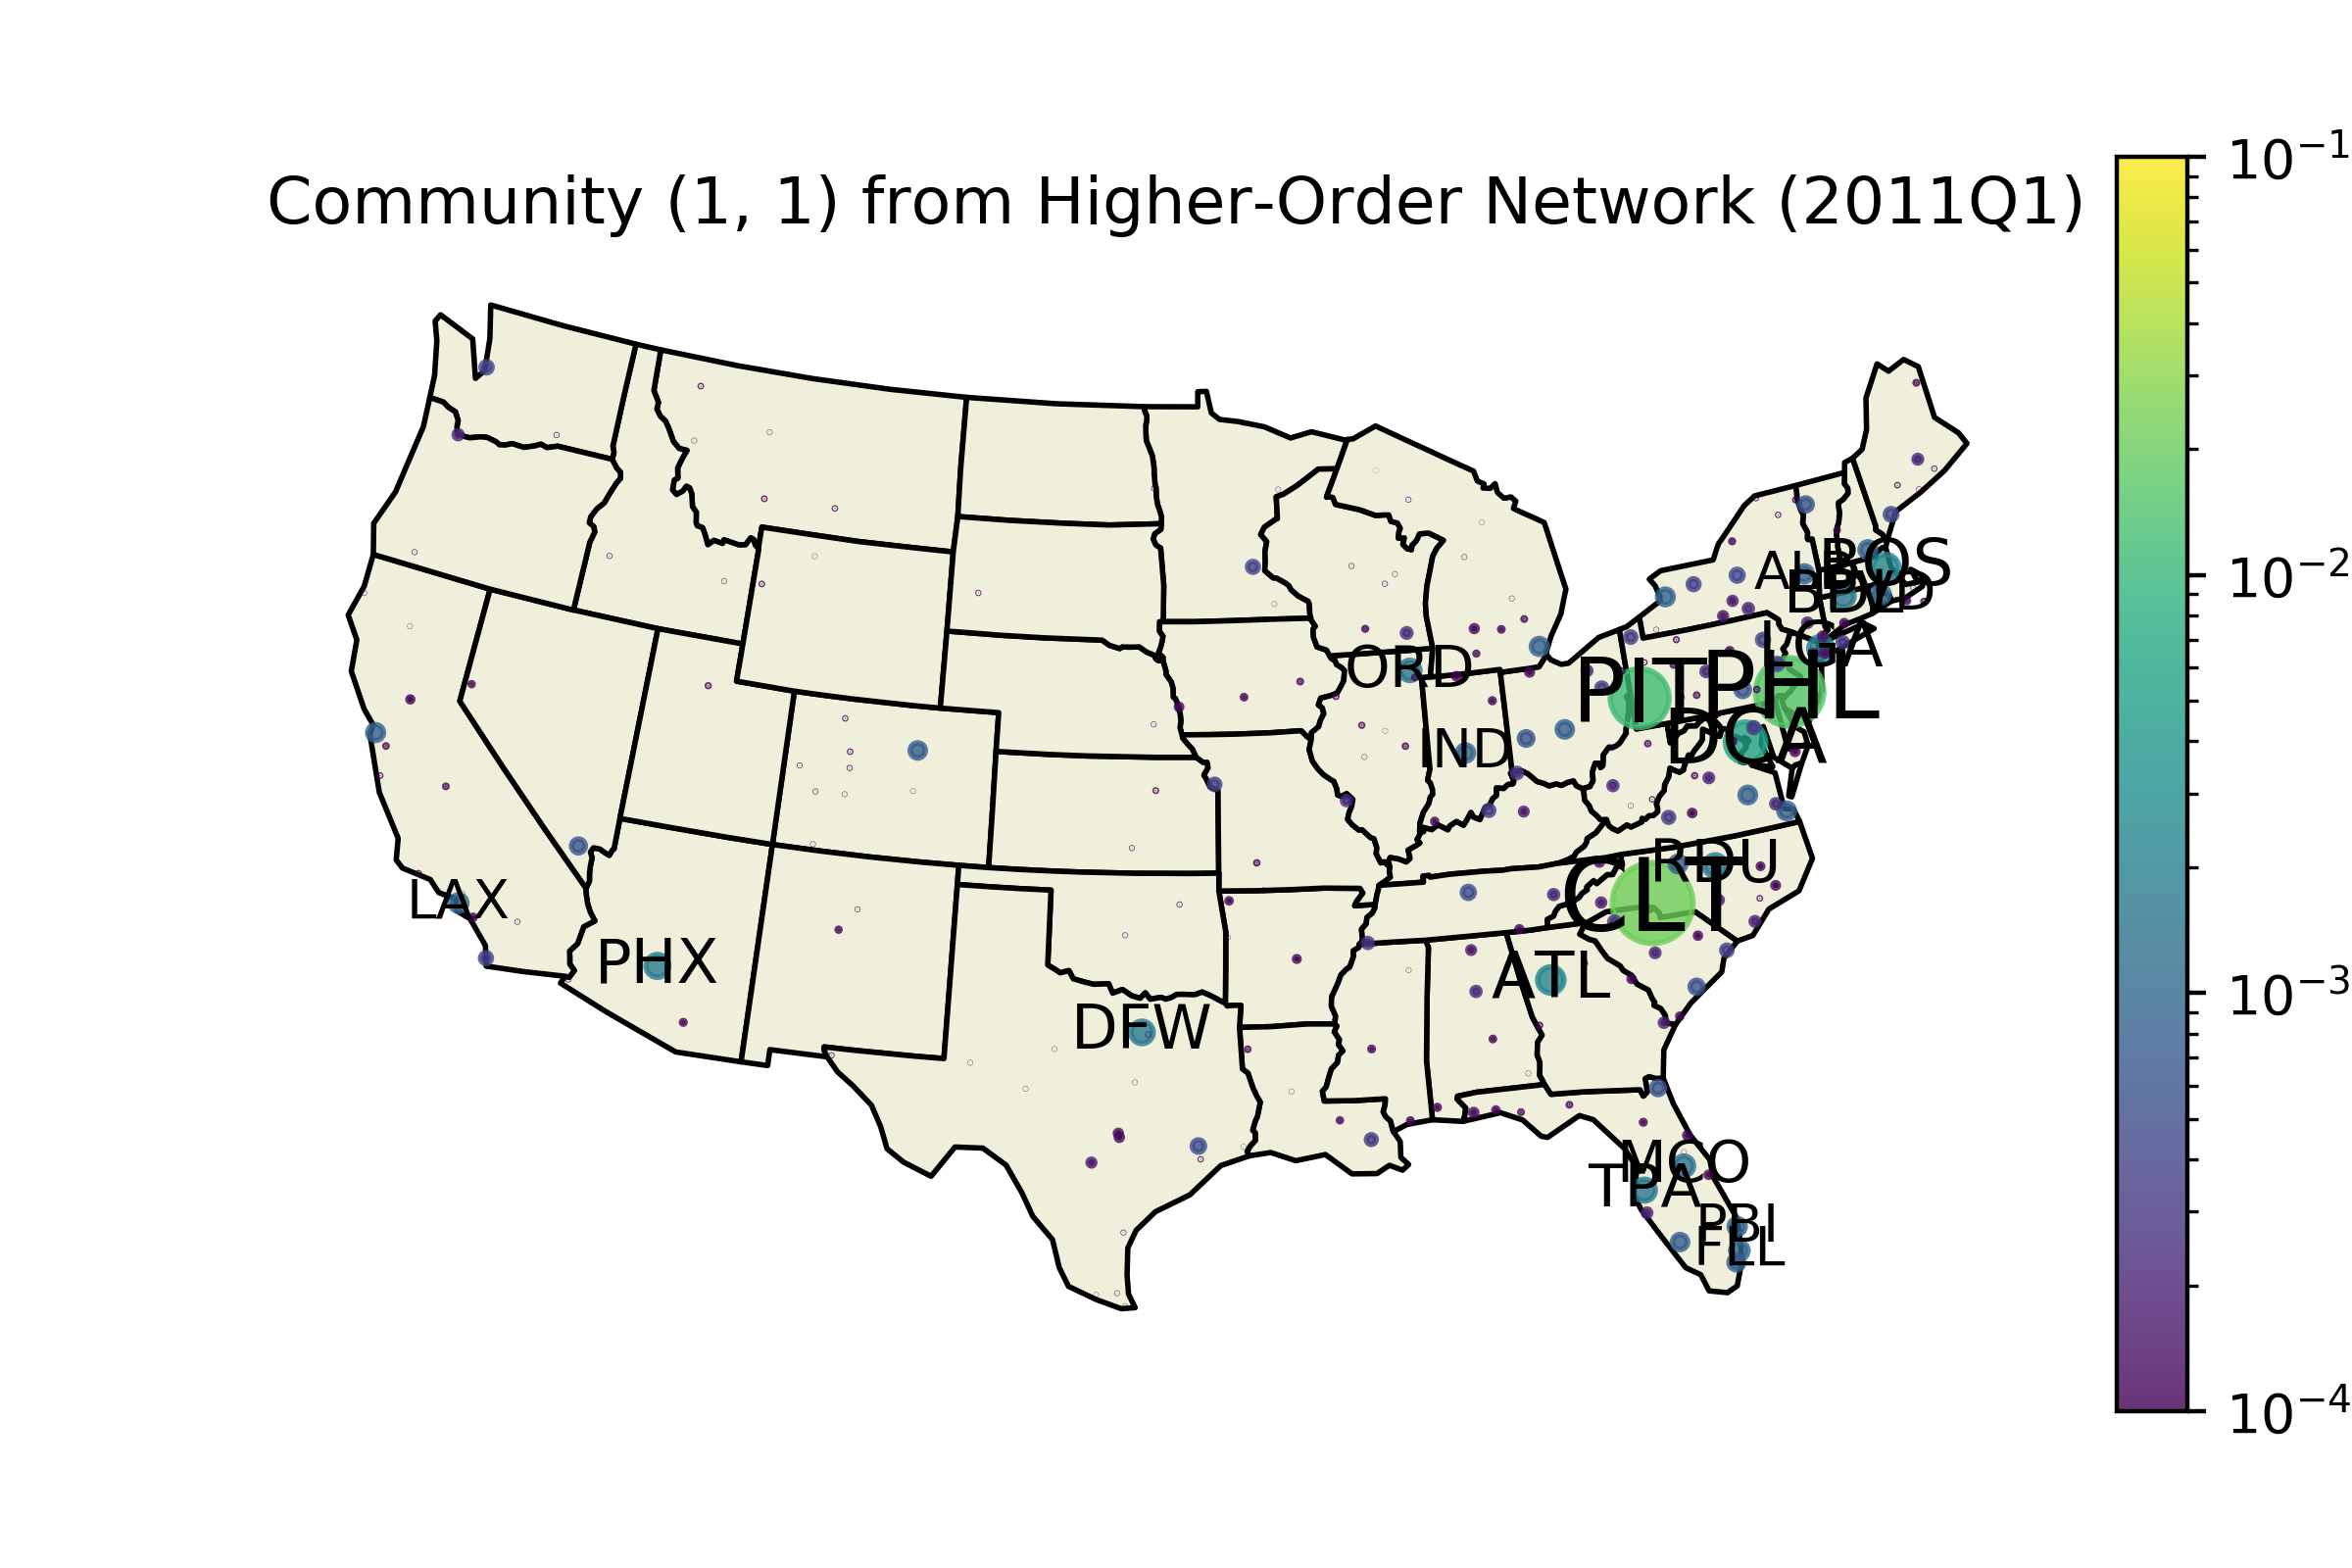 Community (1, 1) from Higher-Order Network (2011Q1)
10−1
10−2
10−3
10−4
BOS
ALB
BDL
PVD
LGA
ORD
PIT
PHL
DCA
IND
RDU
CLT
LAX
PHX
ATL
DFW
MCO
TPA
PBI
FLL